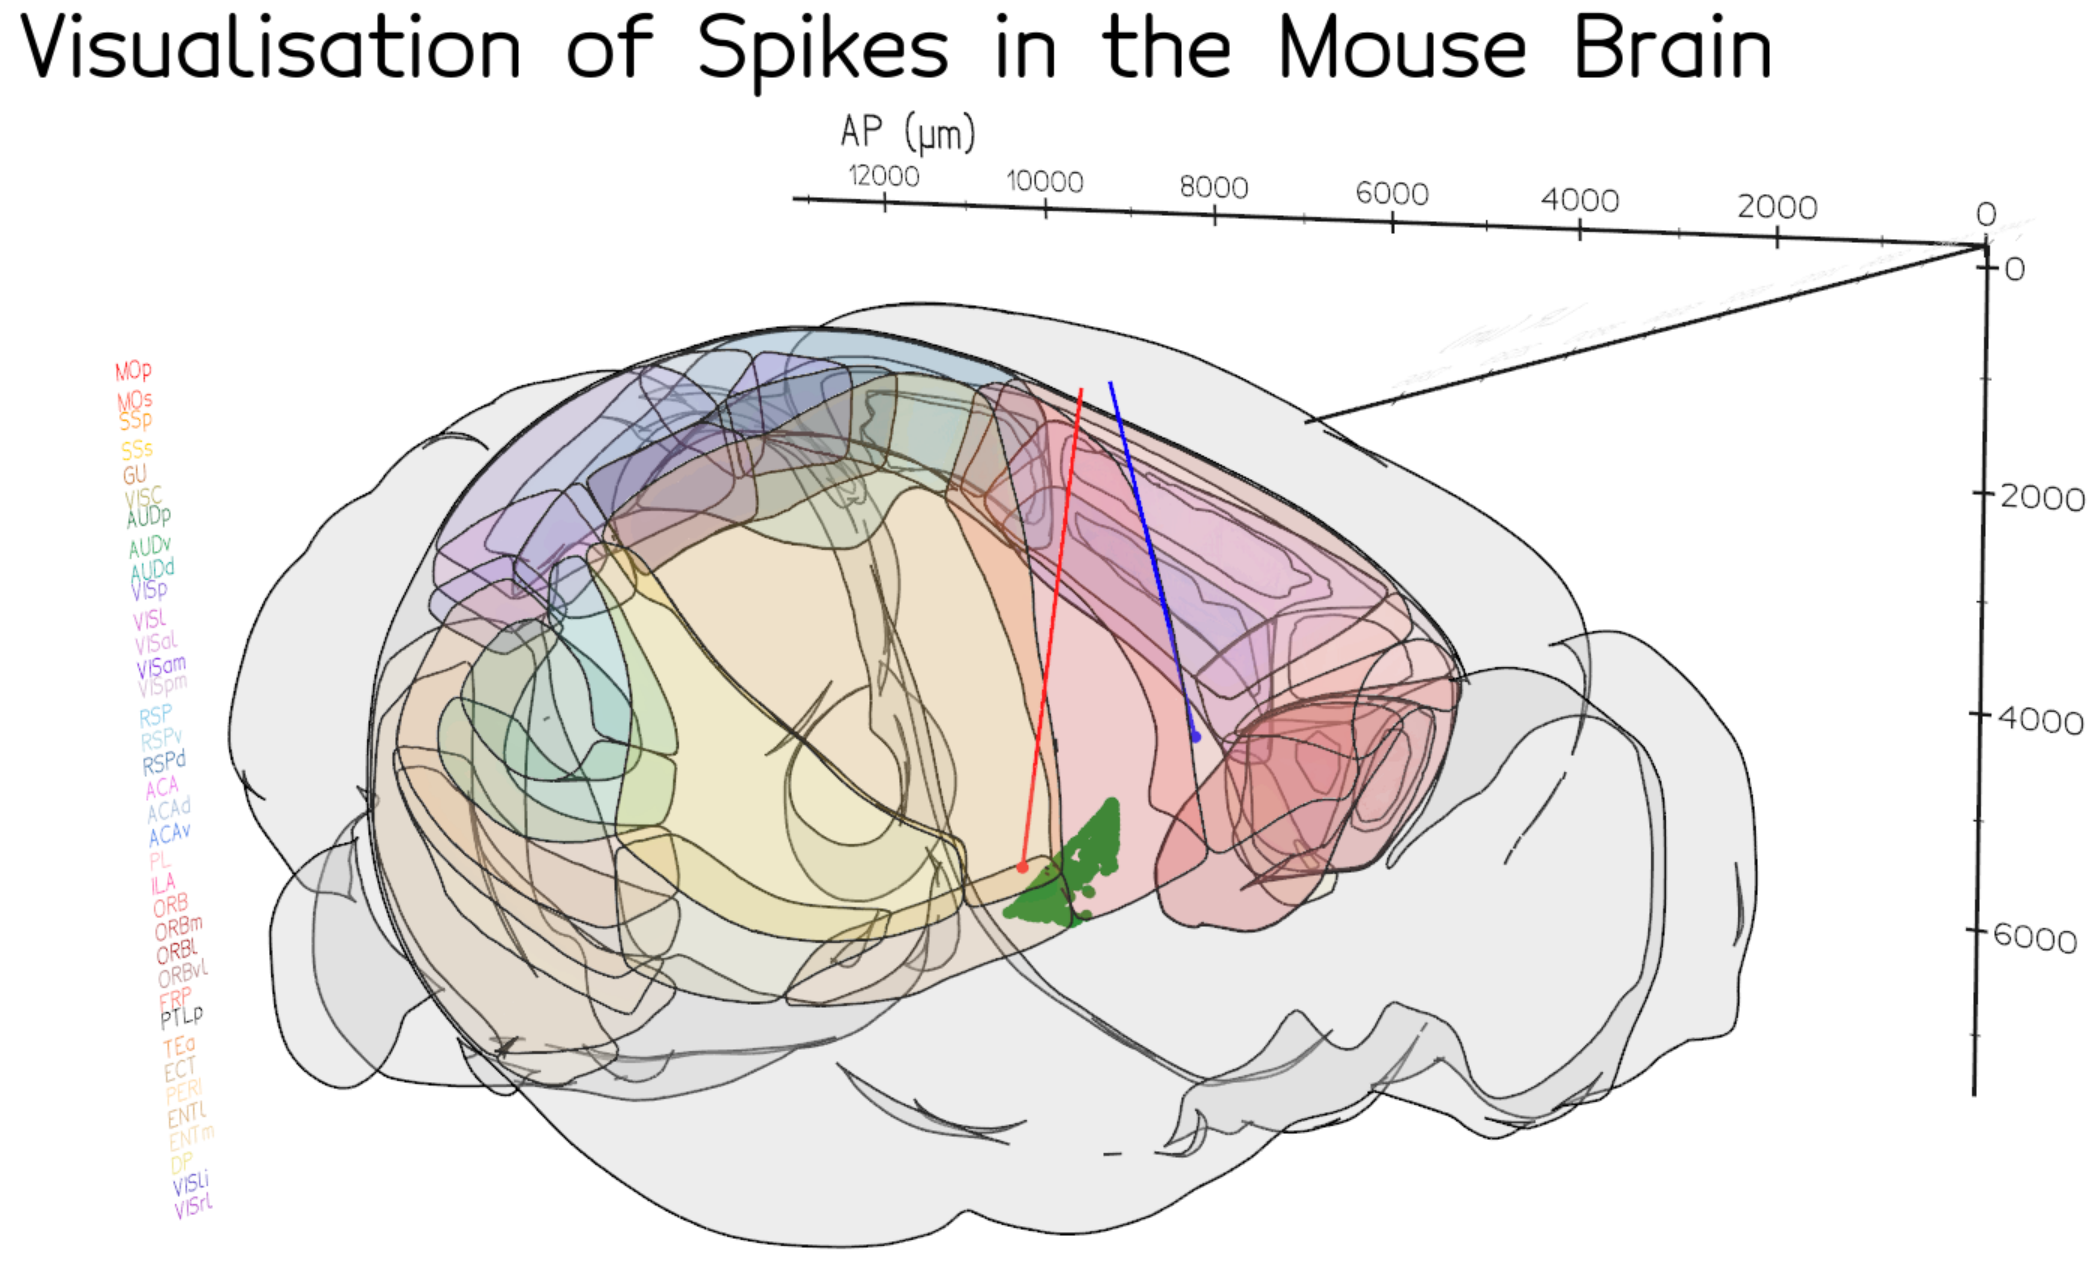 Visualisation of Spikes in the Mouse Brain
AP (µm)
12000 10000 8000 6000 4000 2000 0
0
2000
4000
6000
MOp
MOs
SSp
SSs
GU
VISC
AUDp
AUDv
AUDd
VISp
VISl
VISal
VISam
VISpm
RSP
RSPv
RSPd
ACA
ACAd
ACAv
PL
ILA
ORB
ORBm
ORBl
ORBvl
FRP
PTLp
TEa
ECT
PERI
ENTl
ENTm
DP
VISli
VISrl